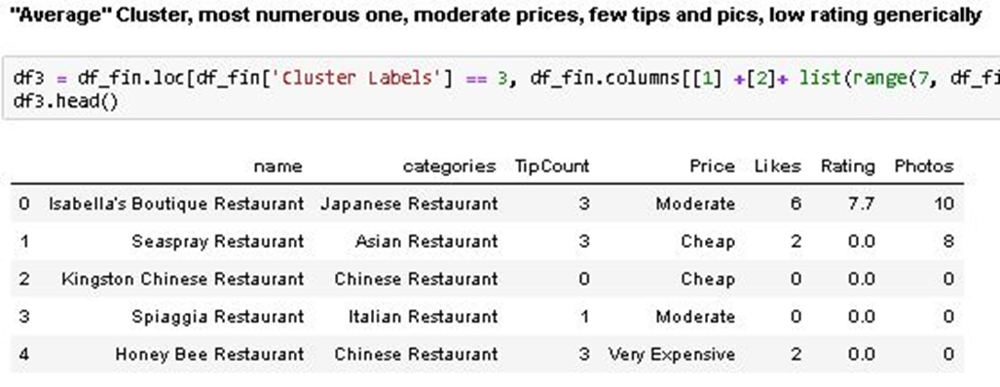 "Average" Cluster, most numerous one, moderate prices, few tips and pics, low rating generically
df3 = df_fin.loc[df_fin['Cluster Labels'] == 3, df_fin.columns[[1] +[2]+ list(range(7, df_fi
df3.head()
name categories TipCount Price Likes Rating Photos
0 Isabella's Boutique Restaurant Japanese Restaurant 3 Moderate 6 7.7 10
1 Seaspray Restaurant Asian Restaurant 3 Cheap 2 0.0 8
2 Kingston Chinese Restaurant Chinese Restaurant 0 Cheap 0 0.0 0
3 Spiaggia Restaurant Italian Restaurant 1 Moderate 0 0.0 0
4 Honey Bee Restaurant Chinese Restaurant 3 Very Expensive 2 0.0 0